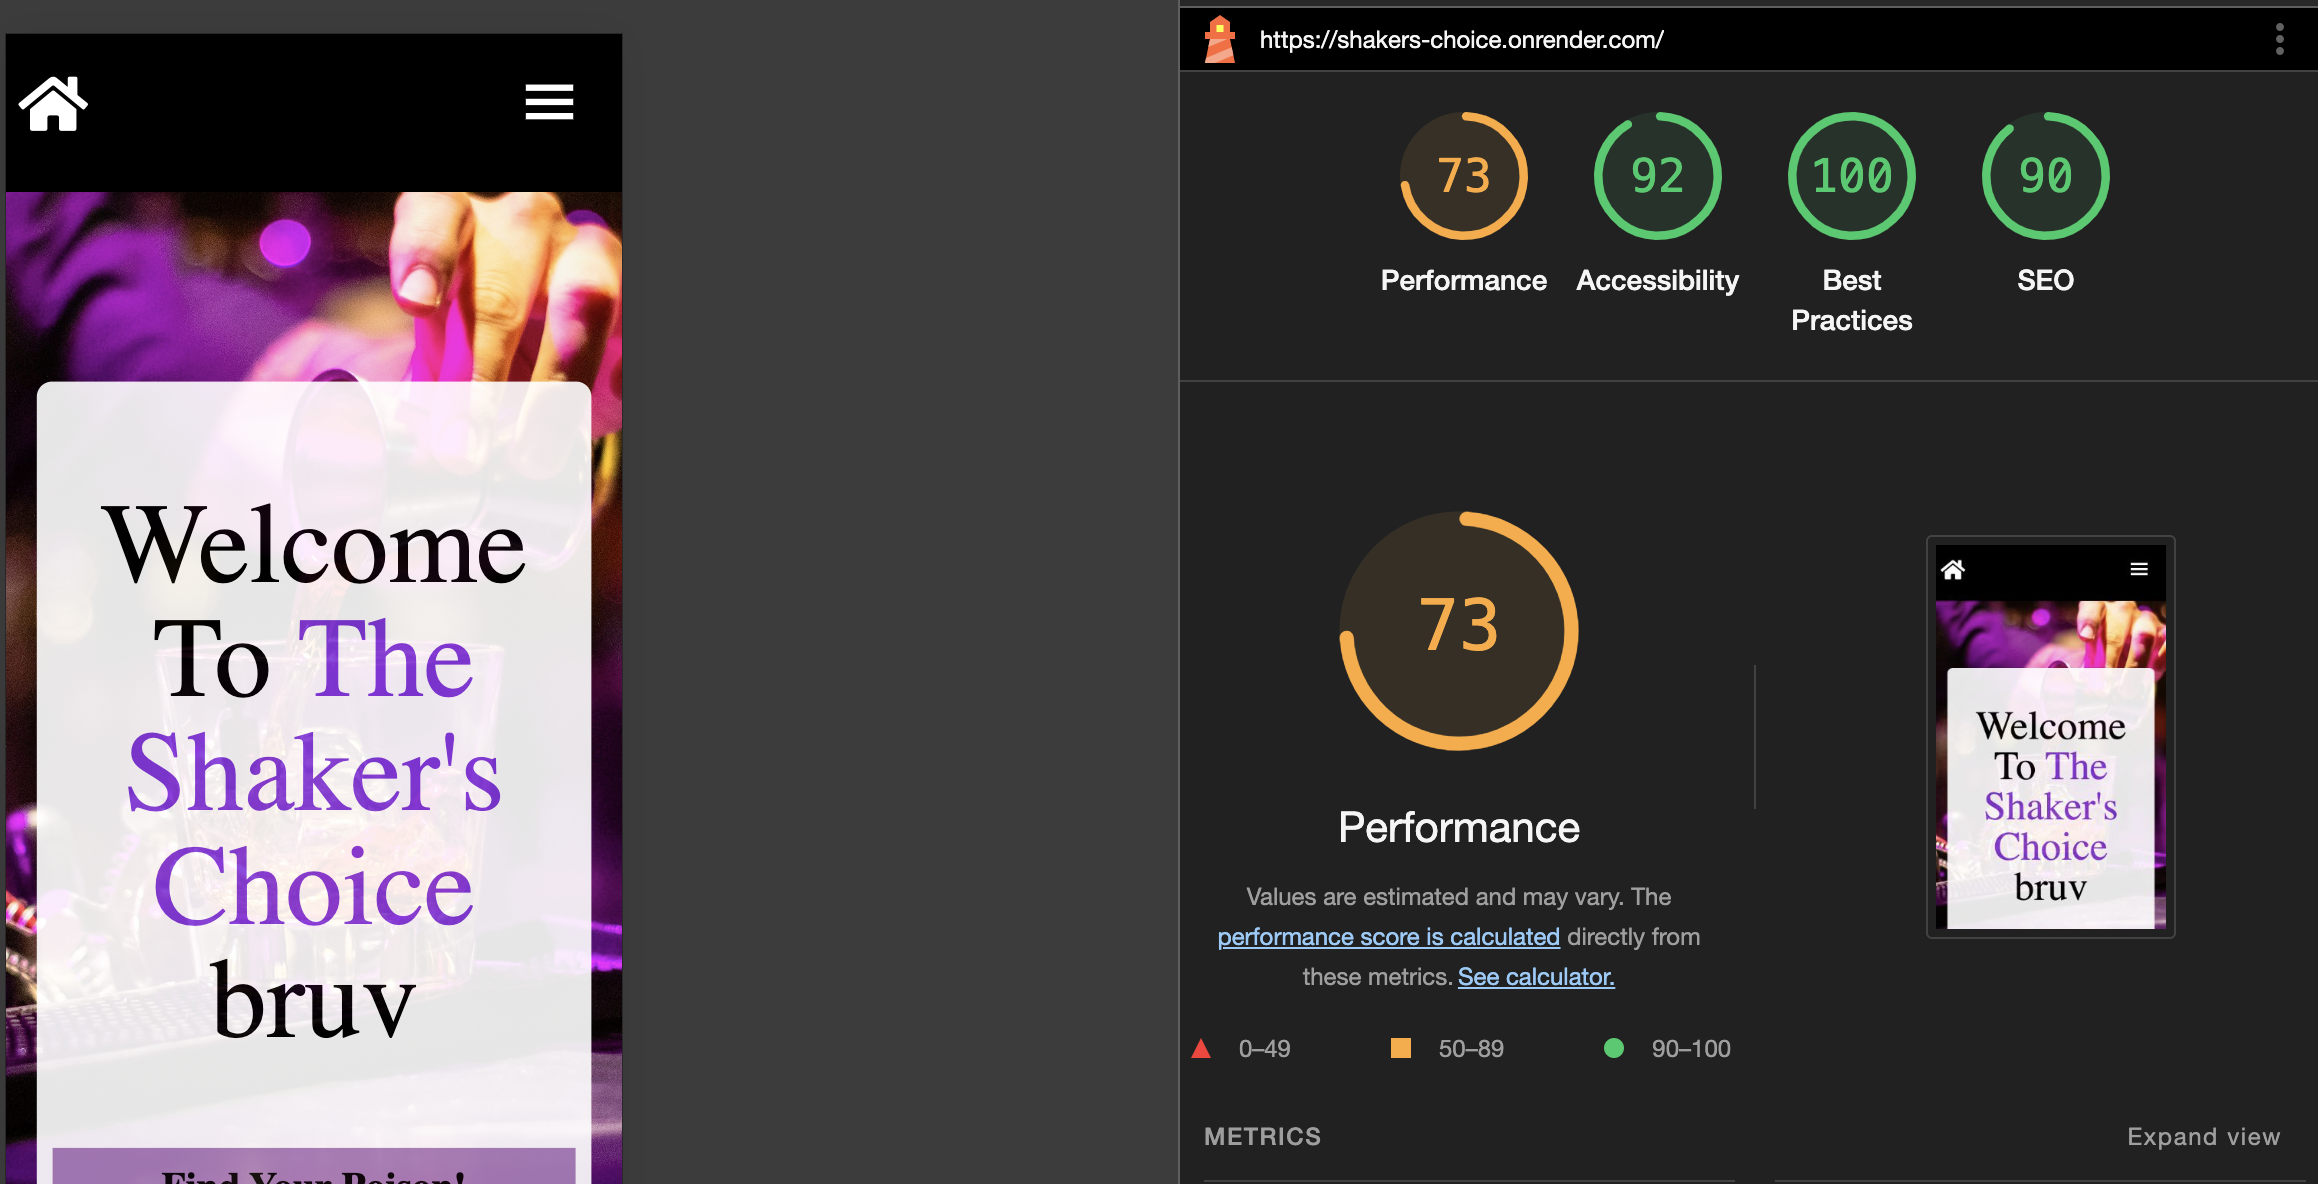 Welcome
To The
Shaker's
Choice
bruv
Find Your Poison!
https://shakers-choice.onrender.com/
73
92
100
90
Performance
Accessibility
Best
Practices
SEO
73
Performance
Values are estimated and may vary. The
performance score is calculated directly from
these metrics. See calculator.
0–49
50–89
90–100
Welcome
To The
Shaker's
Choice
bruv
METRICS
Expand view